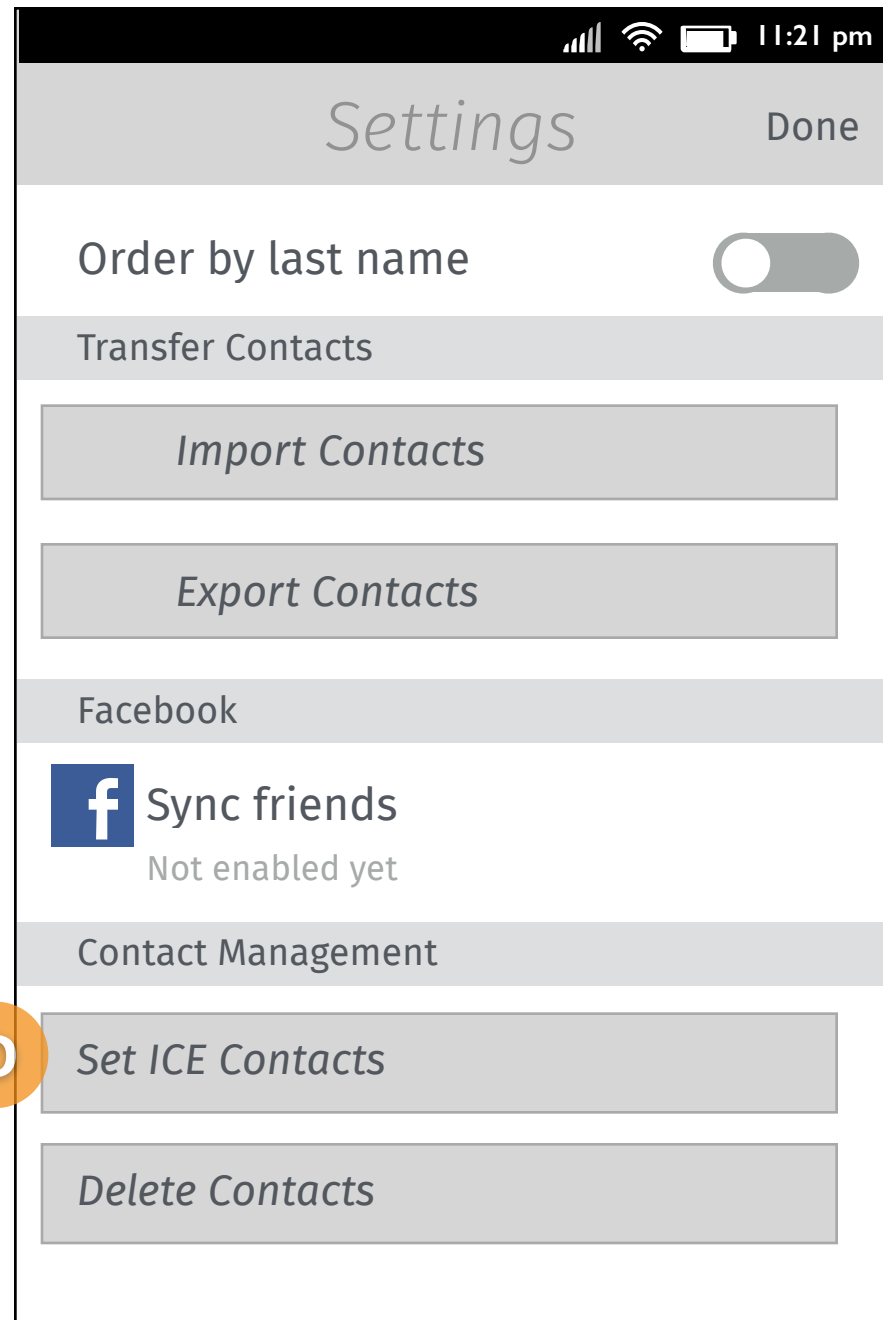 11:21 pm
Settings
Done
Order by last name
Transfer Contacts
Import Contacts
Export Contacts
Facebook
f
Sync friends
Not enabled yet
Contact Management
Set ICE Contacts
Delete Contacts